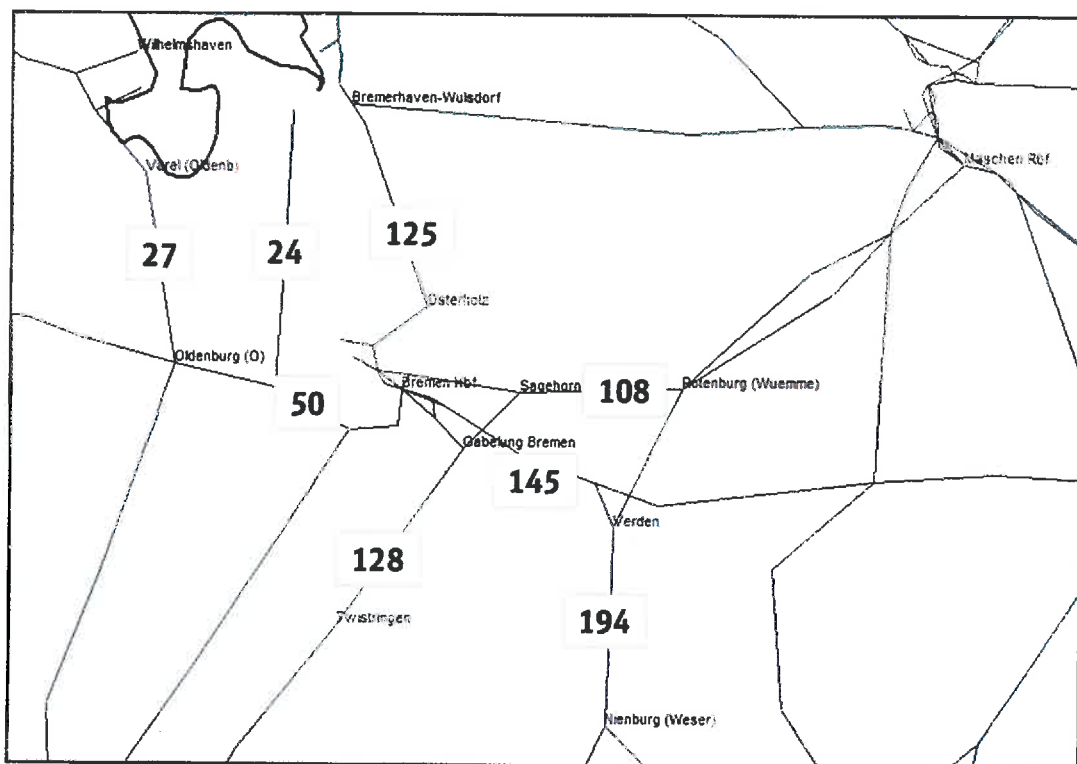 Wilhelmshaven
Bremerhaven-Wulsdorf
Maschen Rbf
Varel (Oldenb)
27
24
125
Osterholz
Oldenburg (O)
Bremen Hbf
Sagehorn
108
Rotenburg (Wuemme)
50
Gabelung Bremen
145
Verden
128
Twistringen
194
Nienburg (Weser)